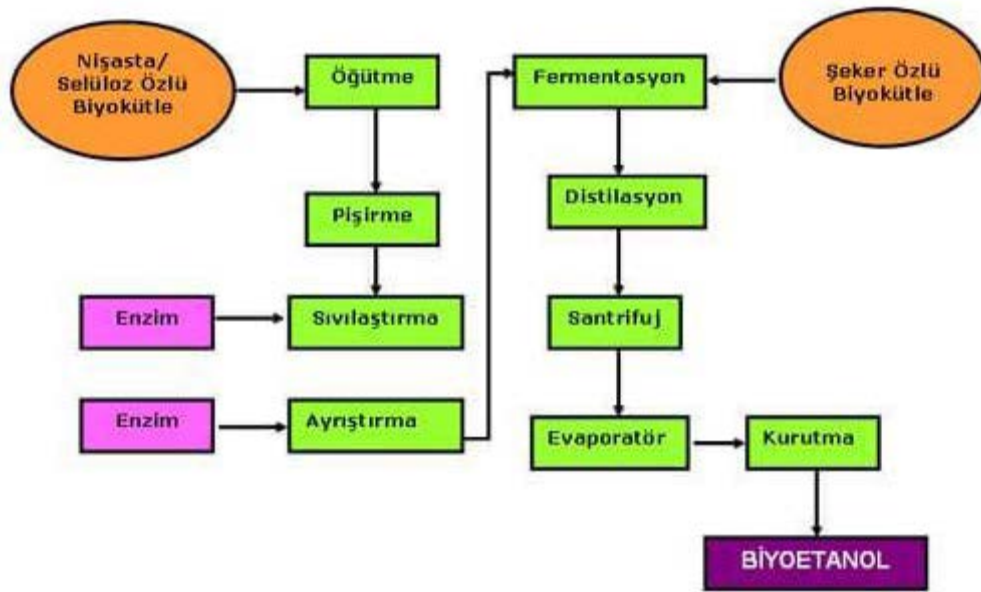 Nişasta/
Selüloz Özlü
Biyokütle
Öğütme
Fermentasyon
Şeker Özlü
Biyokütle
Pişirme
Distilasyon
Enzim
Sıvılaştırma
Santrifuj
Enzim
Ayrıştırma
Evaporatör
Kurutma
BİYOETANOL